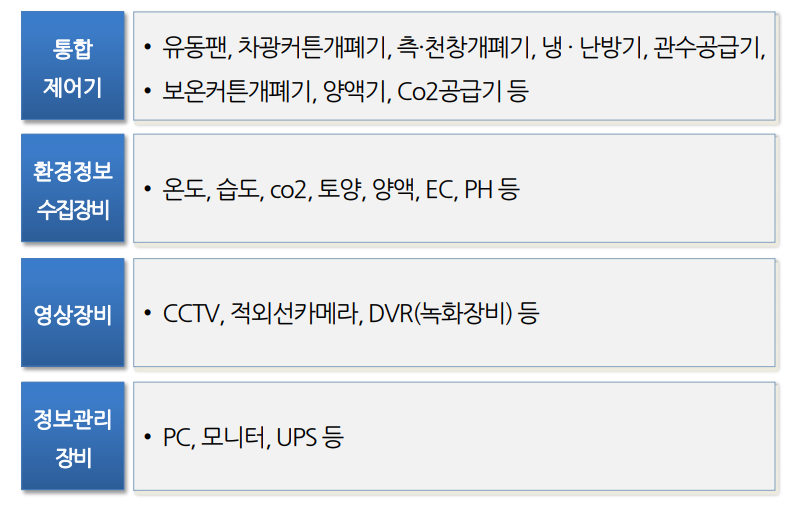 통합
제어기
• 유동팬, 차광커튼개폐기, 측·천창개폐기, 냉 · 난방기, 관수공급기,
• 보온커튼개폐기, 양액기, Co2공급기 등
환경정보
수집장비
• 온도, 습도, co2, 토양, 양액, EC, PH 등
영상장비
• CCTV, 적외선카메라, DVR(녹화장비) 등
정보관리
장비
• PC, 모니터, UPS 등